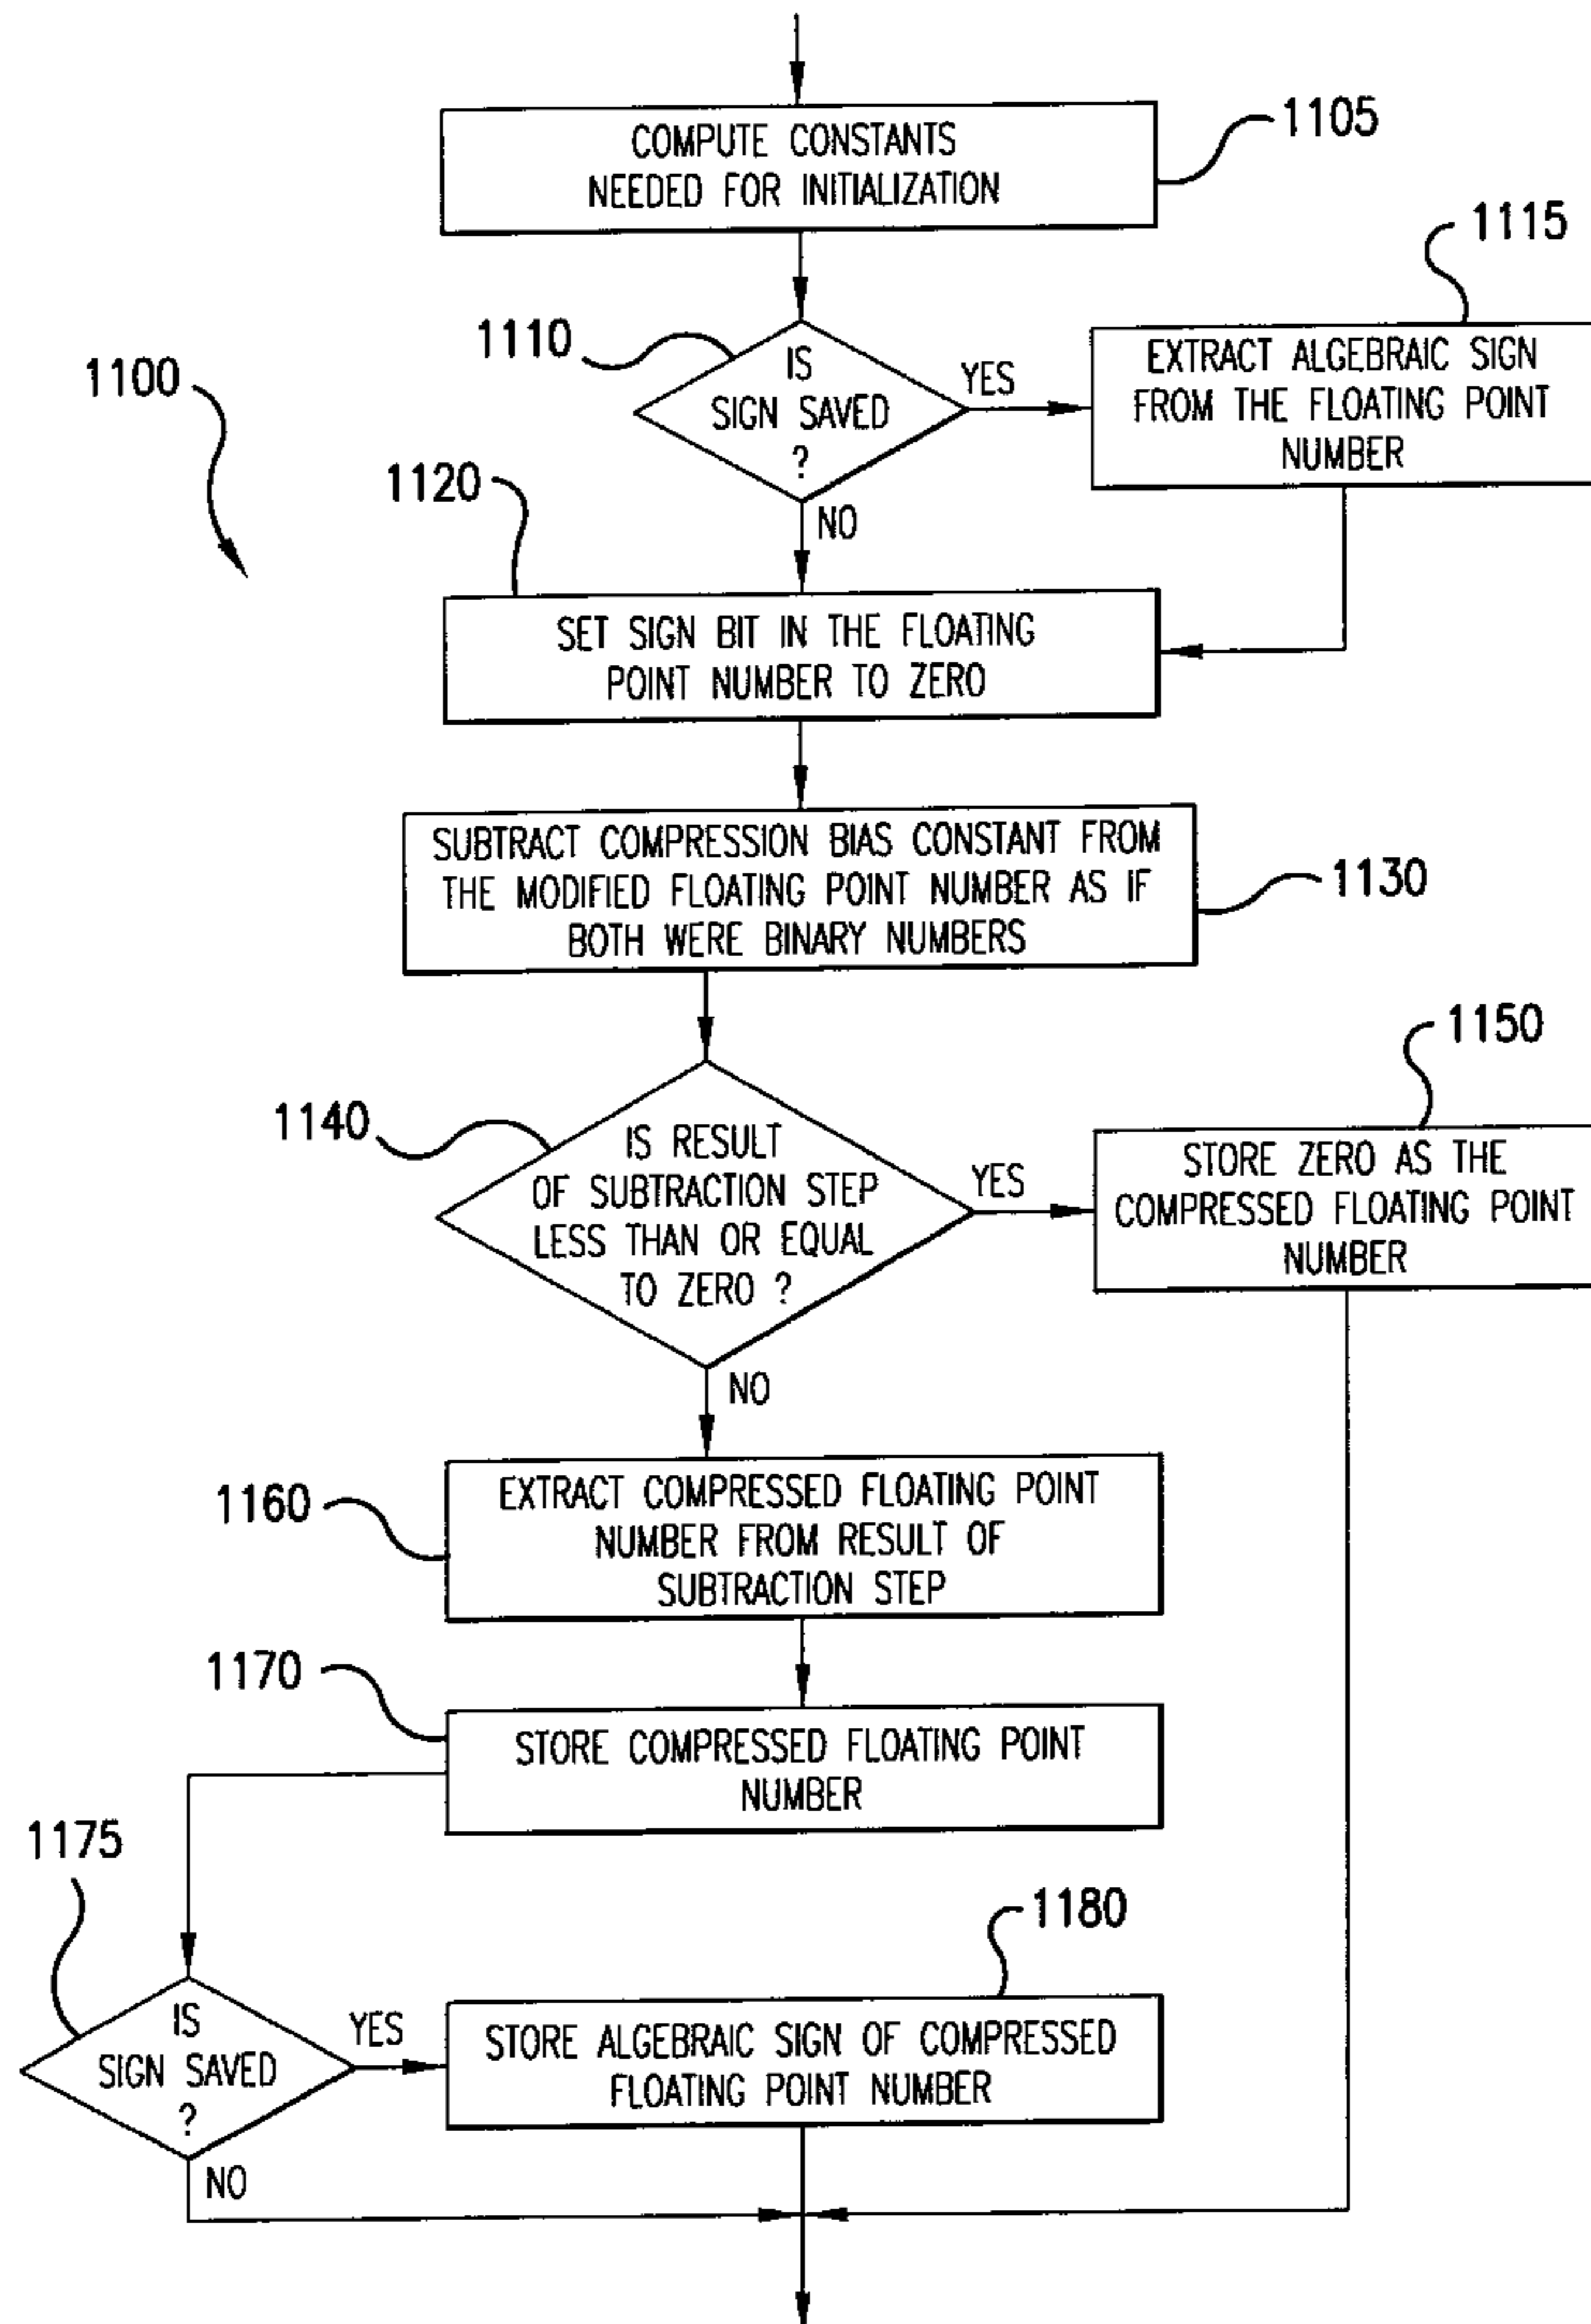 COMPUTE CONSTANTS
NEEDED FOR INITIALIZATION
1105
1115
1110
IS
SIGN SAVED
?
YES
EXTRACT ALGEBRAIC SIGN
FROM THE FLOATING POINT
NUMBER
1100
1120
NO
SET SIGN BIT IN THE FLOATING
POINT NUMBER TO ZERO
SUBTRACT COMPRESSION BIAS CONSTANT FROM
THE MODIFIED FLOATING POINT NUMBER AS IF
BOTH WERE BINARY NUMBERS
1130
1150
1140
IS RESULT
OF SUBTRACTION STEP
LESS THAN OR EQUAL
TO ZERO ?
YES
STORE ZERO AS THE
COMPRESSED FLOATING POINT
NUMBER
NO
1160
EXTRACT COMPRESSED FLOATING POINT
NUMBER FROM RESULT OF
SUBTRACTION STEP
1170
STORE COMPRESSED FLOATING POINT
NUMBER
1175
1180
IS
SIGN SAVED
?
YES
STORE ALGEBRAIC SIGN OF COMPRESSED
FLOATING POINT NUMBER
NO